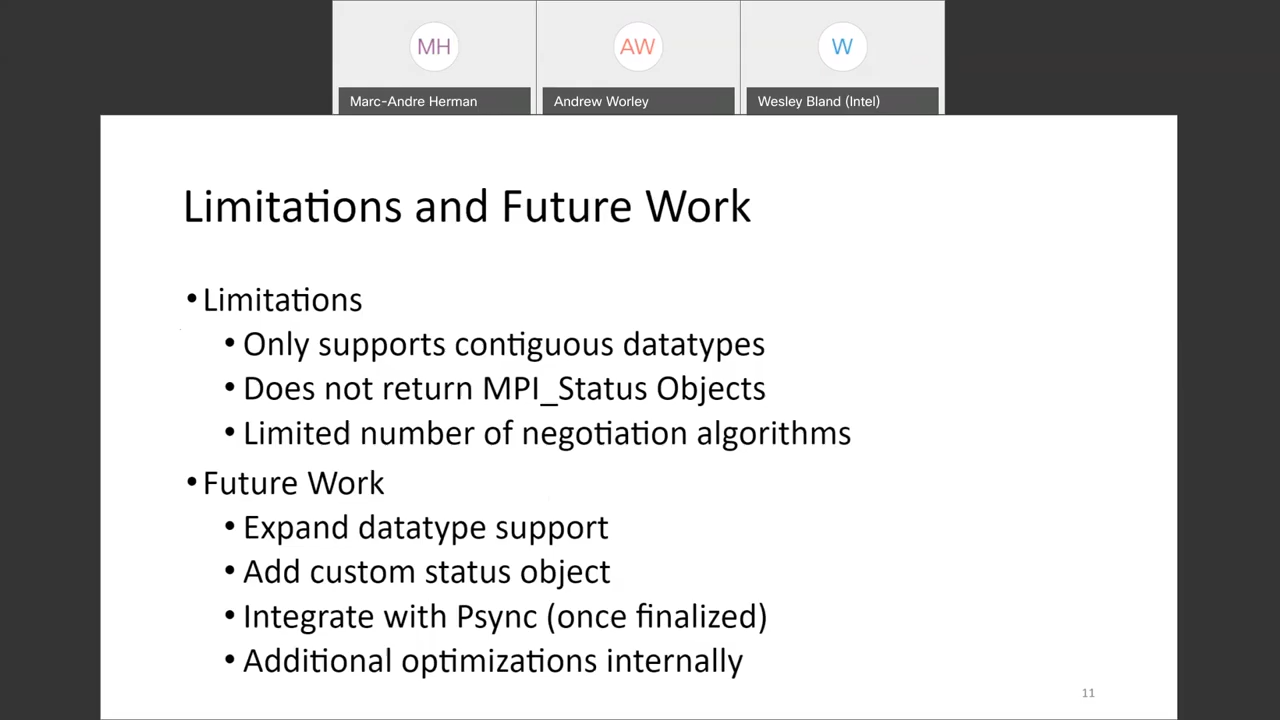 MH
AW
W
Marc-Andre Herman
Andrew Worley
Wesley Bland (Intel)
Limitations and Future Work
•Limitations
•Only supports contiguous datatypes
•Does not return MPI_Status Objects
•Limited number of negotiation algorithms
•Future Work
•Expand datatype support
•Add custom status object
•Integrate with Psync (once finalized)
•Additional optimizations internally
11